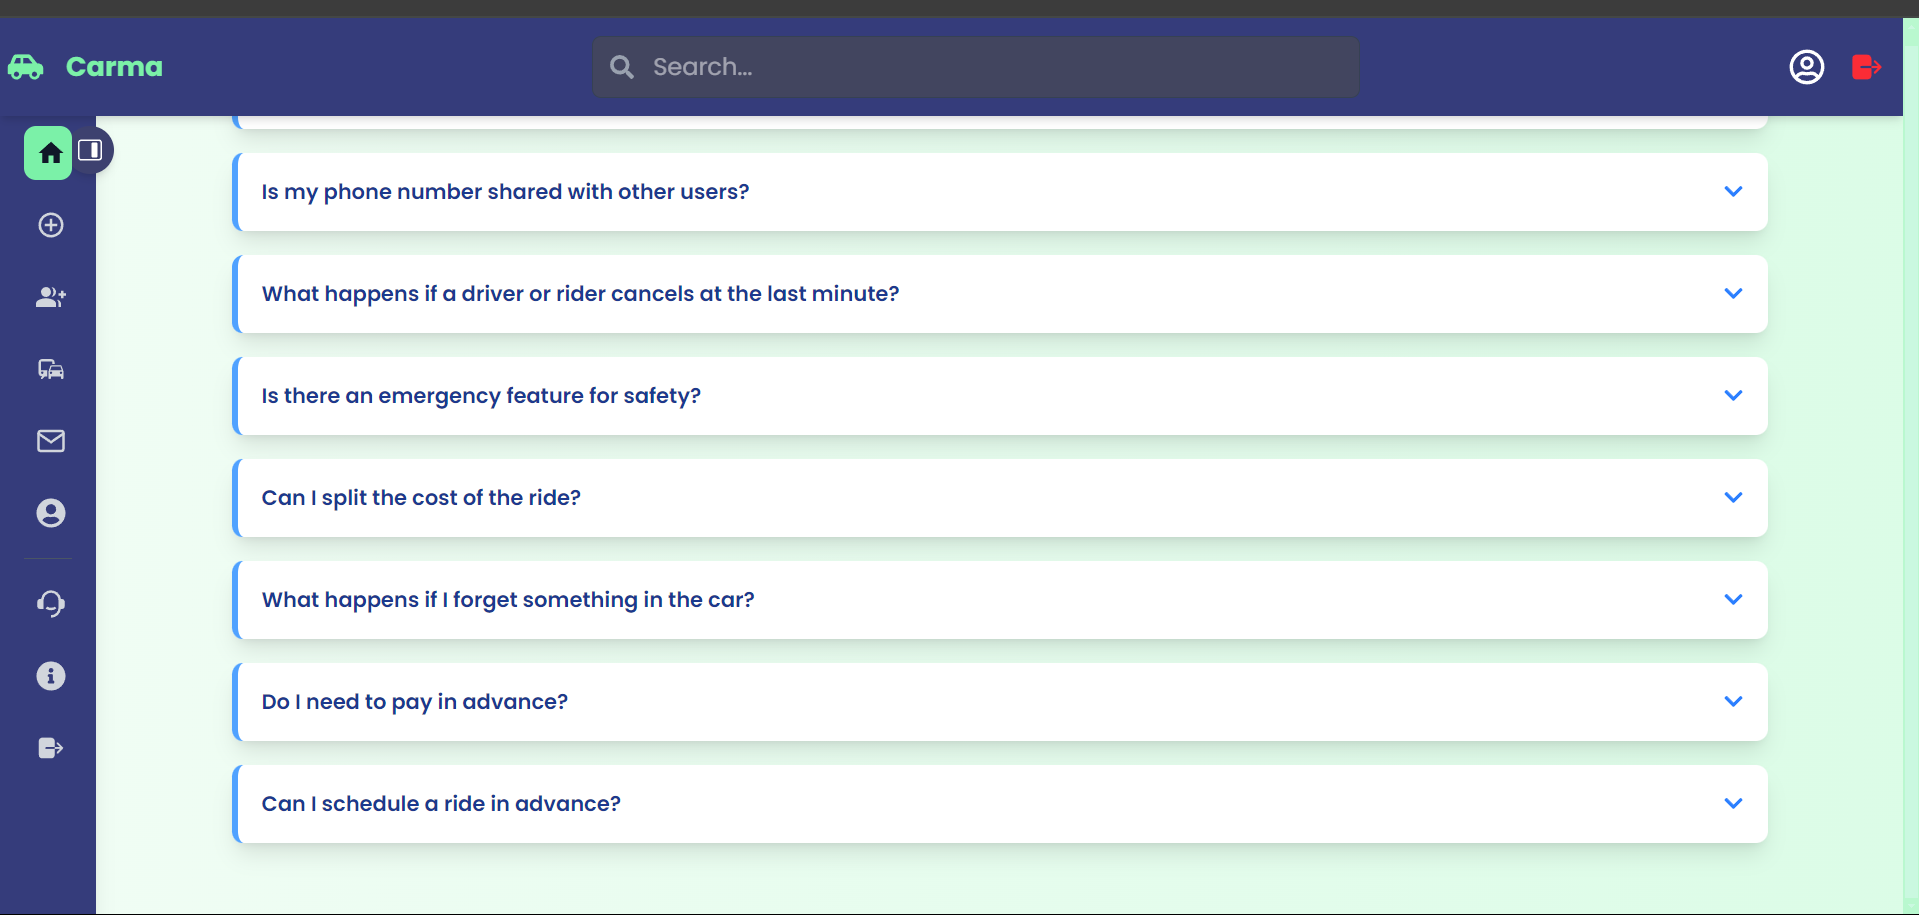 Carma
Search...
Is my phone number shared with other users?
What happens if a driver or rider cancels at the last minute?
Is there an emergency feature for safety?
Can I split the cost of the ride?
What happens if I forget something in the car?
Do I need to pay in advance?
Can I schedule a ride in advance?